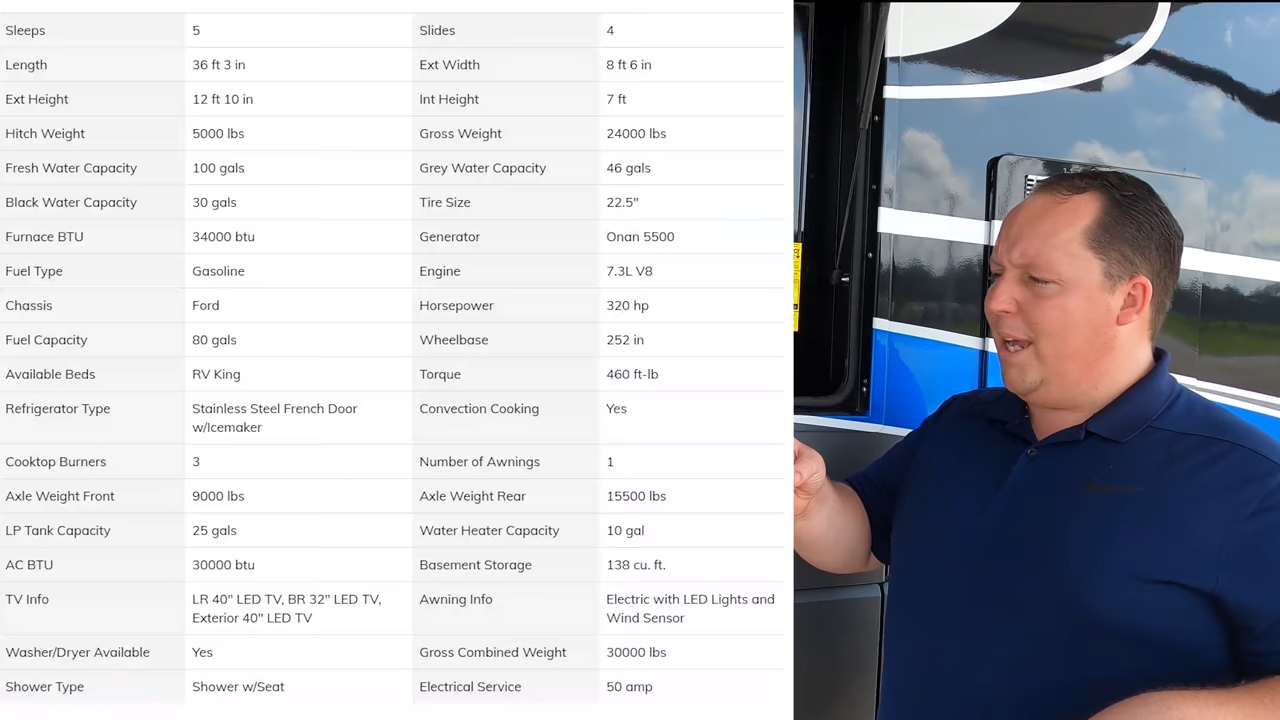 Sleeps 5 Slides 4
Length 36 ft 3 in Ext Width 8 ft 6 in
Ext Height 12 ft 10 in Int Height 7 ft
Hitch Weight 5000 lbs Gross Weight 24000 lbs
Fresh Water Capacity 100 gals Grey Water Capacity 46 gals
Black Water Capacity 30 gals Tire Size 22.5"
Furnace BTU 34000 btu Generator Onan 5500
Fuel Type Gasoline Engine 7.3L V8
Chassis Ford Horsepower 320 hp
Fuel Capacity 80 gals Wheelbase 252 in
Available Beds RV King Torque 460 ft-lb
Refrigerator Type Stainless Steel French Door Convection Cooking Yes
w/Icemaker
Cooktop Burners 3 Number of Awnings 1
Axle Weight Front 9000 lbs Axle Weight Rear 15500 lbs
LP Tank Capacity 25 gals Water Heater Capacity 10 gal
AC BTU 30000 btu Basement Storage 138 cu. ft.
TV Info LR 40" LED TV, BR 32" LED TV, Awning Info Electric with LED Lights and
Exterior 40" LED TV Wind Sensor
Washer/Dryer Available Yes Gross Combined Weight 30000 lbs
Shower Type Shower w/Seat Electrical Service 50 amp